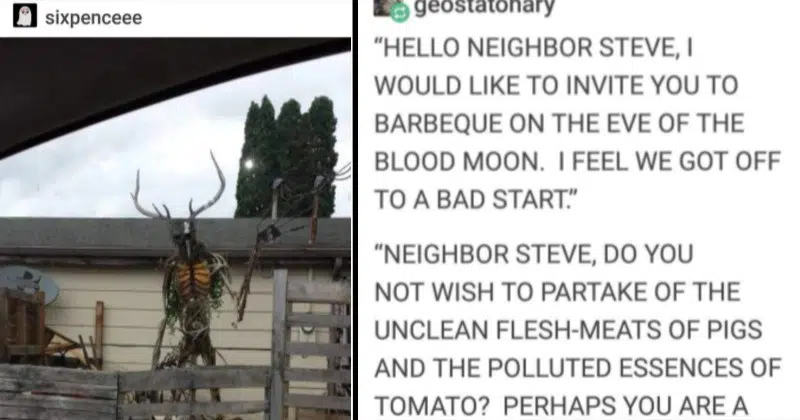 sixpenceee
geostatonary
“HELLO NEIGHBOR STEVE, I
WOULD LIKE TO INVITE YOU TO
BARBEQUE ON THE EVE OF THE
BLOOD MOON. I FEEL WE GOT OFF
TO A BAD START.”
“NEIGHBOR STEVE, DO YOU
NOT WISH TO PARTAKE OF THE
UNCLEAN FLESH-MEATS OF PIGS
AND THE POLLUTED ESSENCES OF
TOMATO? PERHAPS YOU ARE A